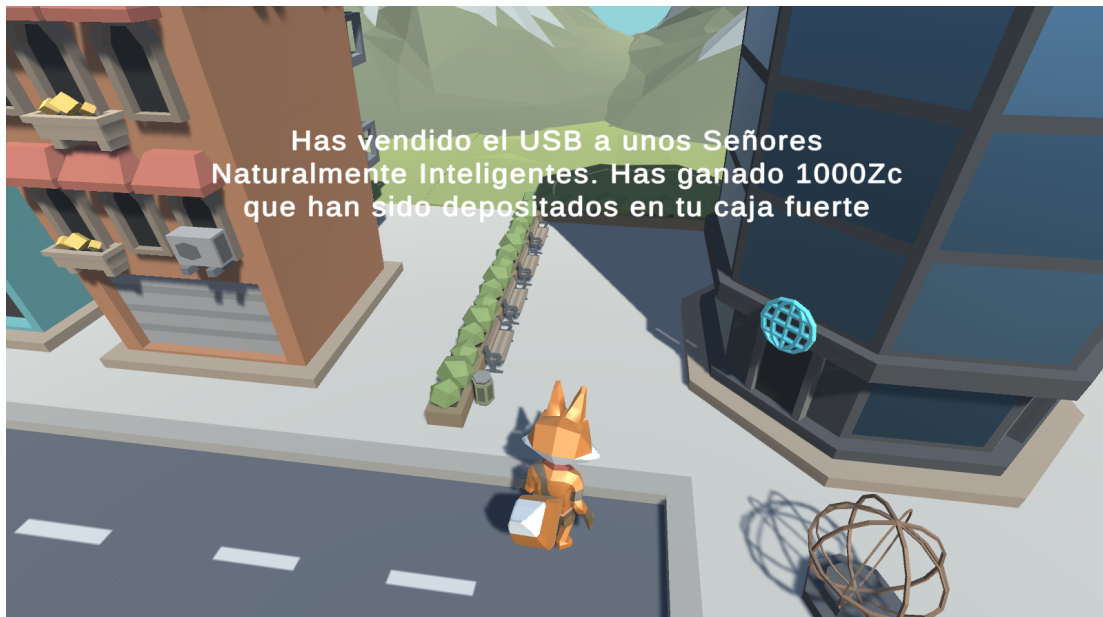 Has vendido el USB a unos Señores
Naturalmente Inteligentes. Has ganado 1000Zc
que han sido depositados en tu caja fuerte